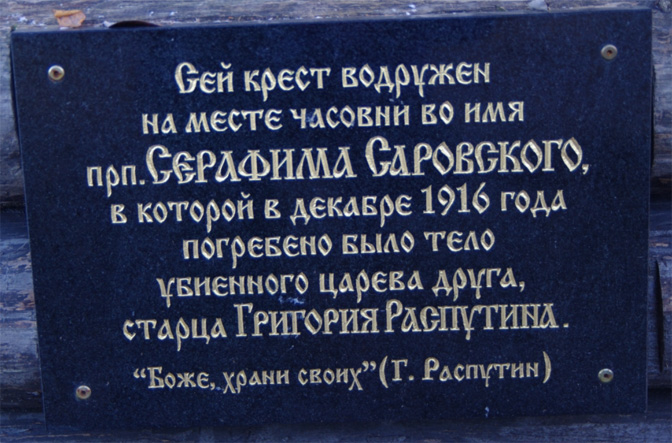 Сей крест водружен
на месте часовни во имя
прп. Серафима Саровского,
в которой в декабре 1916 года
погребено было тело
убиенного царева друга,
старца Григория Распутина.
"Боже, храни своих" (Г. Распутин)